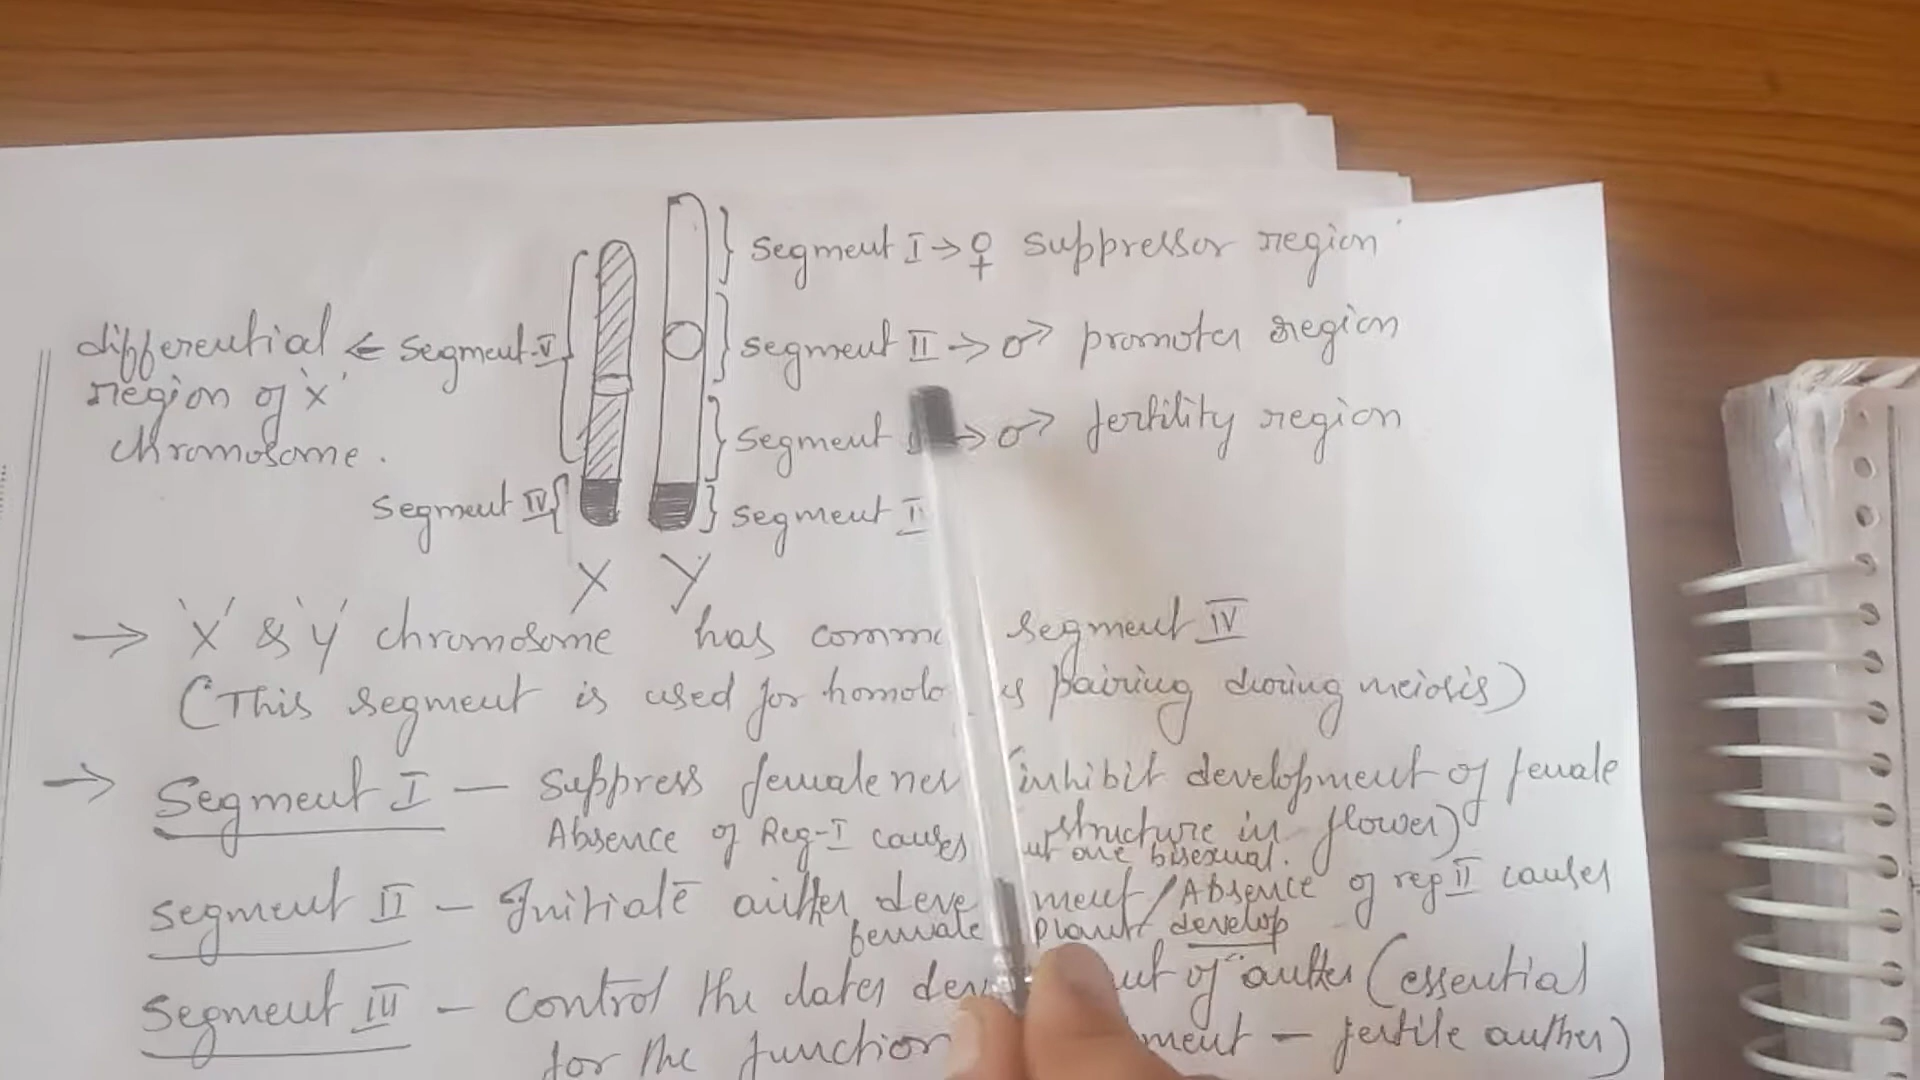 segment I → ♀ suppressor region
differential ← segment-V
segment II → ♂ promoter region
region of 'X'
chromosome.
segment → ♂ fertility region
segment IV
segment
X Y
→ 'X' & 'Y' chromosome has segment IV
(This segment is used for pairing during meiosis)
→ Segment I — Suppress inhibit development of female
structure in flower)
Absence of Reg-I causes are bisexual.
segment II — Initiate anther / Absence of reg II causes
female plant develop
segment III — control the later of anther (essential
for the function — fertile anther)